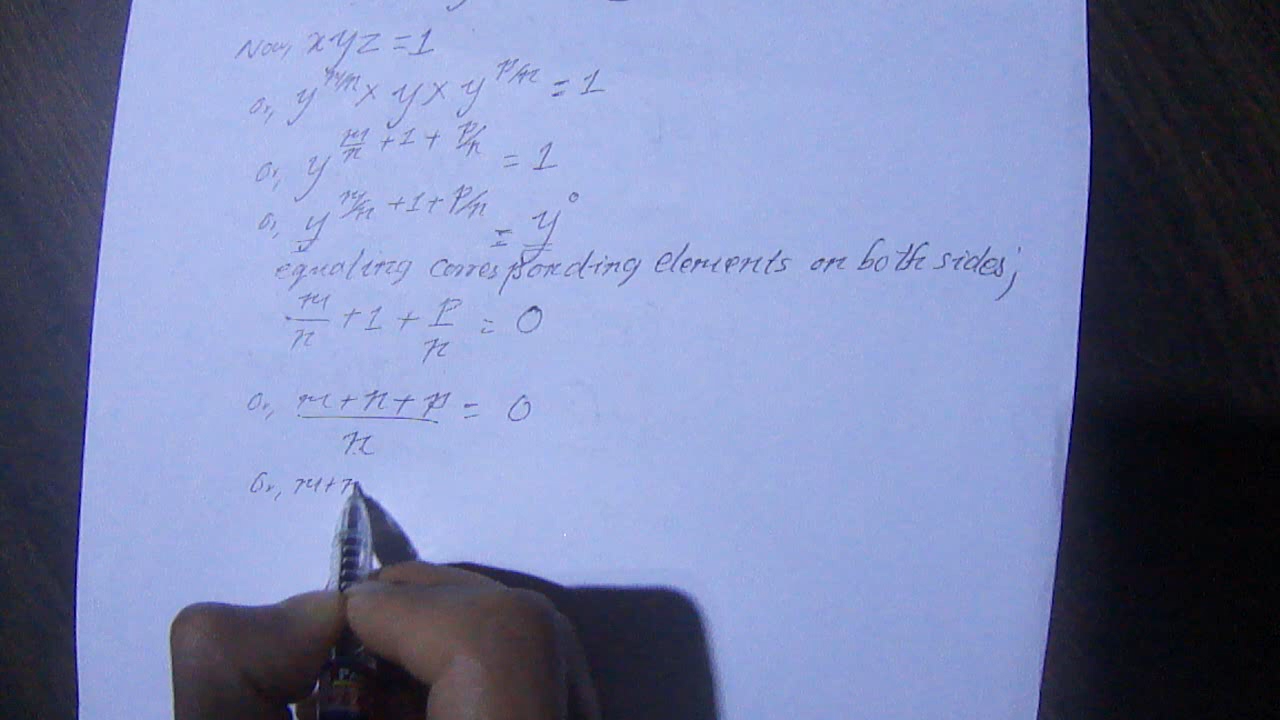 Now, xyz = 1
Or, y^m/n × y × y^p/n = 1
Or, y^m/n + 1 + p/n = 1
Or, y^m/n + 1 + p/n = y^0
equaling corresponding elements on both sides;
m/n + 1 + p/n = 0
Or, m + n + p / n = 0
Or, m + n